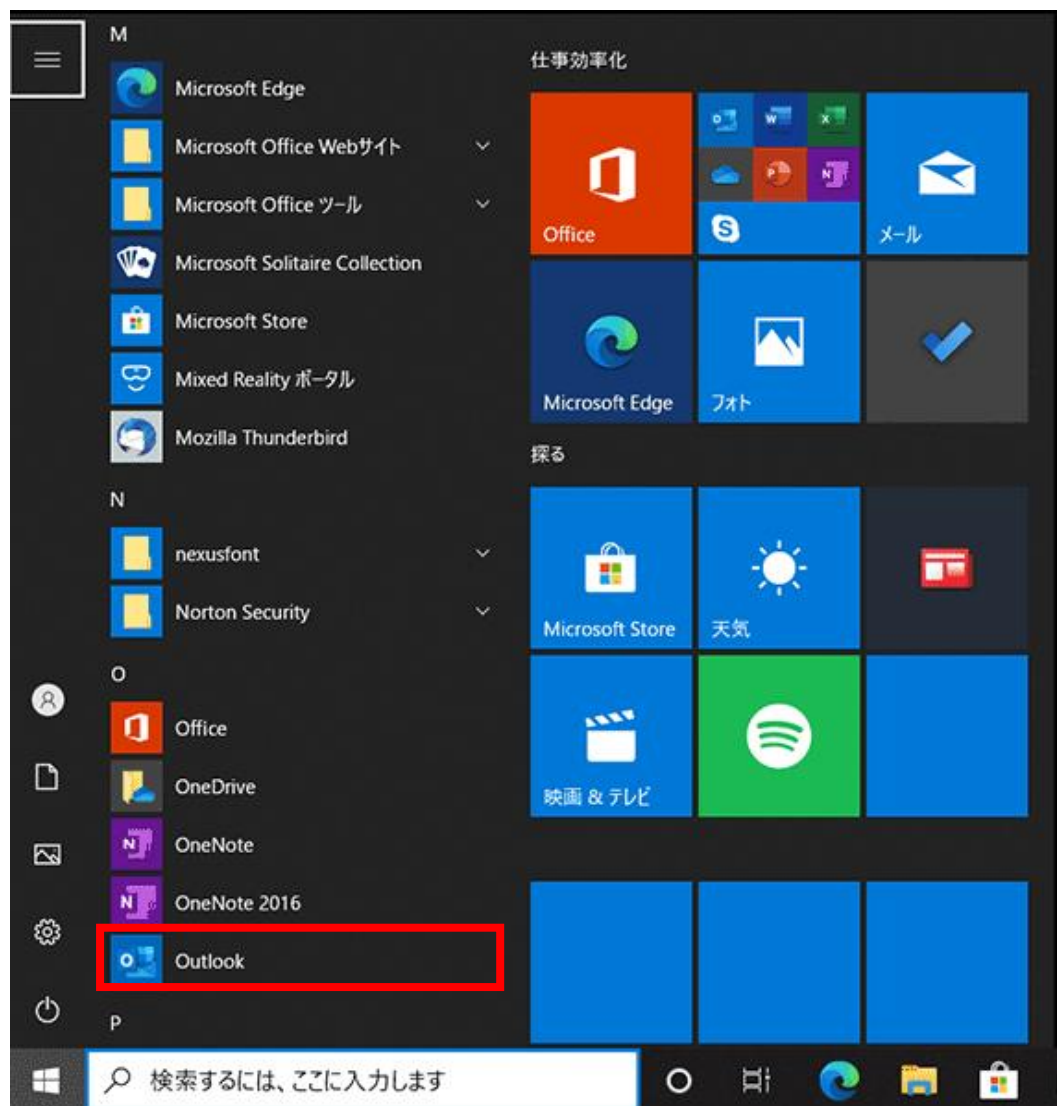 M
Microsoft Edge
Microsoft Office Webサイト
Microsoft Office ツール
Microsoft Solitaire Collection
Microsoft Store
Mixed Reality ポータル
Mozilla Thunderbird
N
nexusfont
Norton Security
O
Office
OneDrive
OneNote
OneNote 2016
Outlook
P
仕事効率化
Office
メール
Microsoft Edge
フォト
探る
Microsoft Store
天気
映画 & テレビ
検索するには、ここに入力します